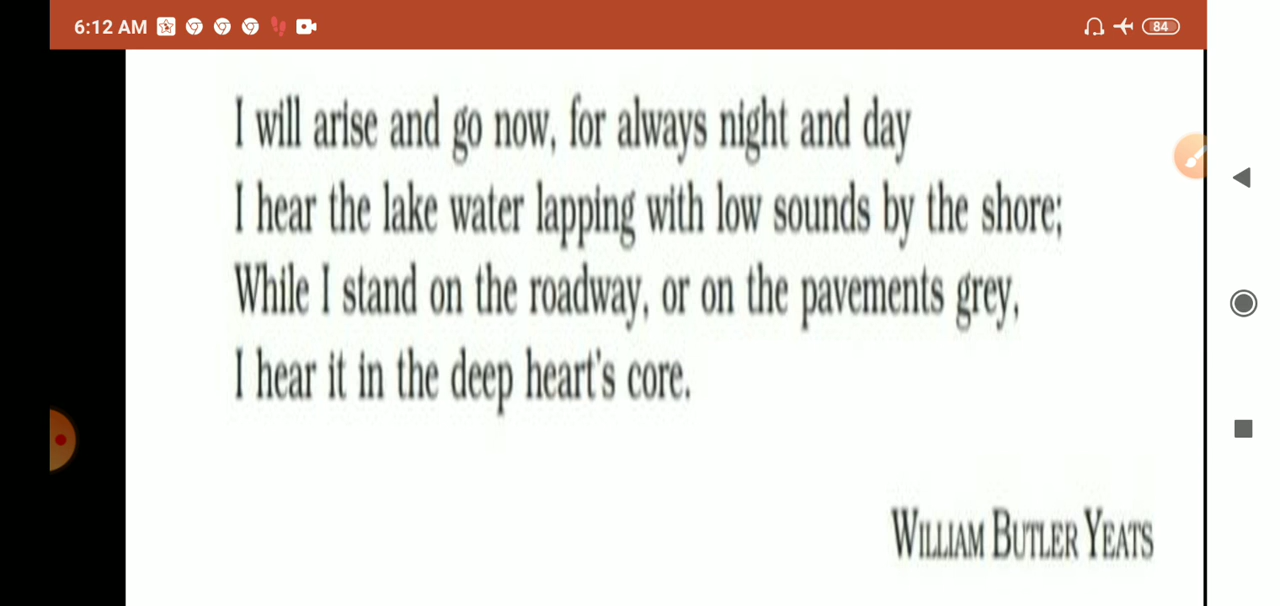 6:12 AM 84
I will arise and go now, for always night and day
I hear the lake water lapping with low sounds by the shore;
While I stand on the roadway, or on the pavements grey,
I hear it in the deep heart's core.
WILLIAM BUTLER YEATS